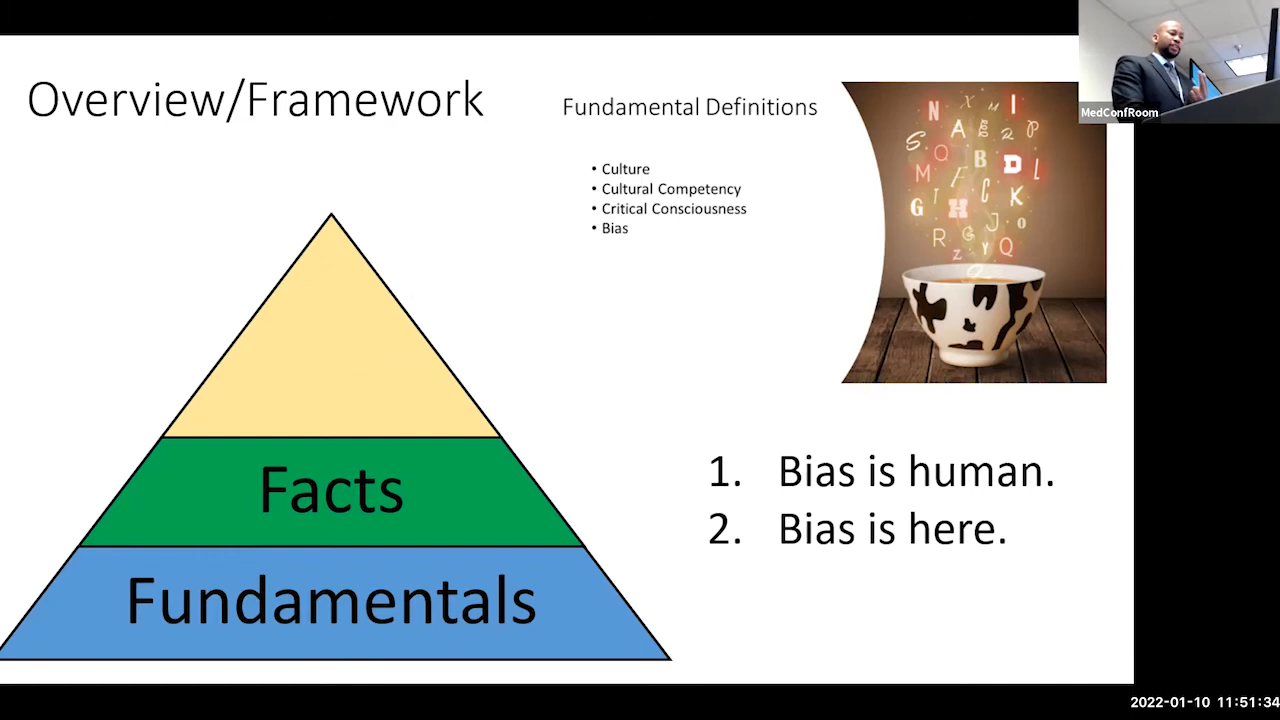 Overview/Framework
Fundamental Definitions
• Culture
• Cultural Competency
• Critical Consciousness
• Bias
N X M I
S A E R P
Q B D L
M F C K
T
G H J O
R G Y Q
Z
Facts
Fundamentals
1. Bias is human.
2. Bias is here.
MedConfRoom
2022-01-10 11:51:34